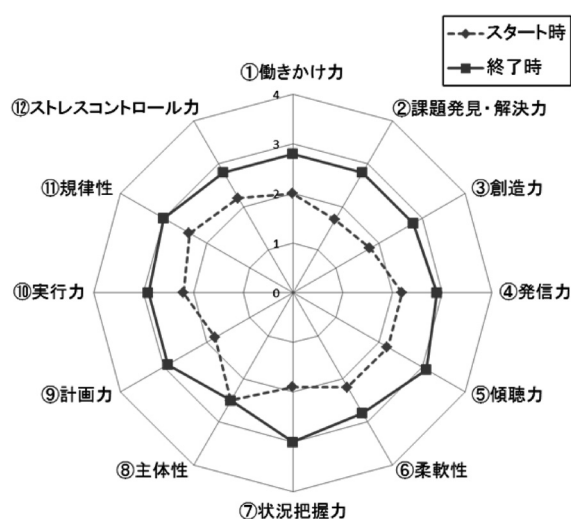 スタート時
終了時
①働きかけ力
②課題発見・解決力
③創造力
④発信力
⑤傾聴力
⑥柔軟性
⑦状況把握力
⑧主体性
⑨計画力
⑩実行力
⑪規律性
⑫ストレスコントロール力
4
3
2
1
0